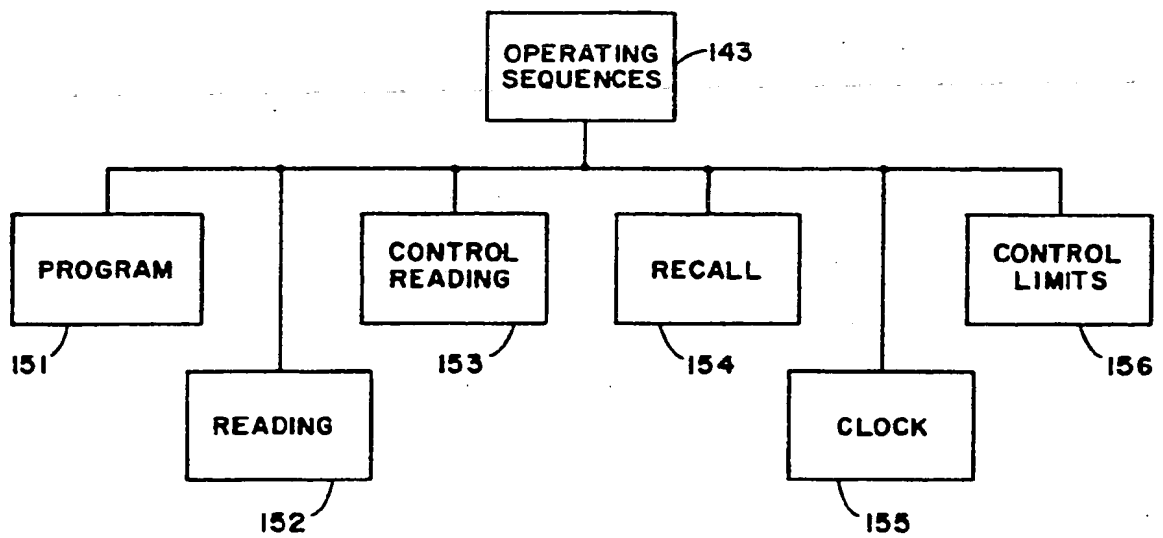 OPERATING
SEQUENCES
143
PROGRAM
151
READING
152
CONTROL
READING
153
RECALL
154
CLOCK
155
CONTROL
LIMITS
156